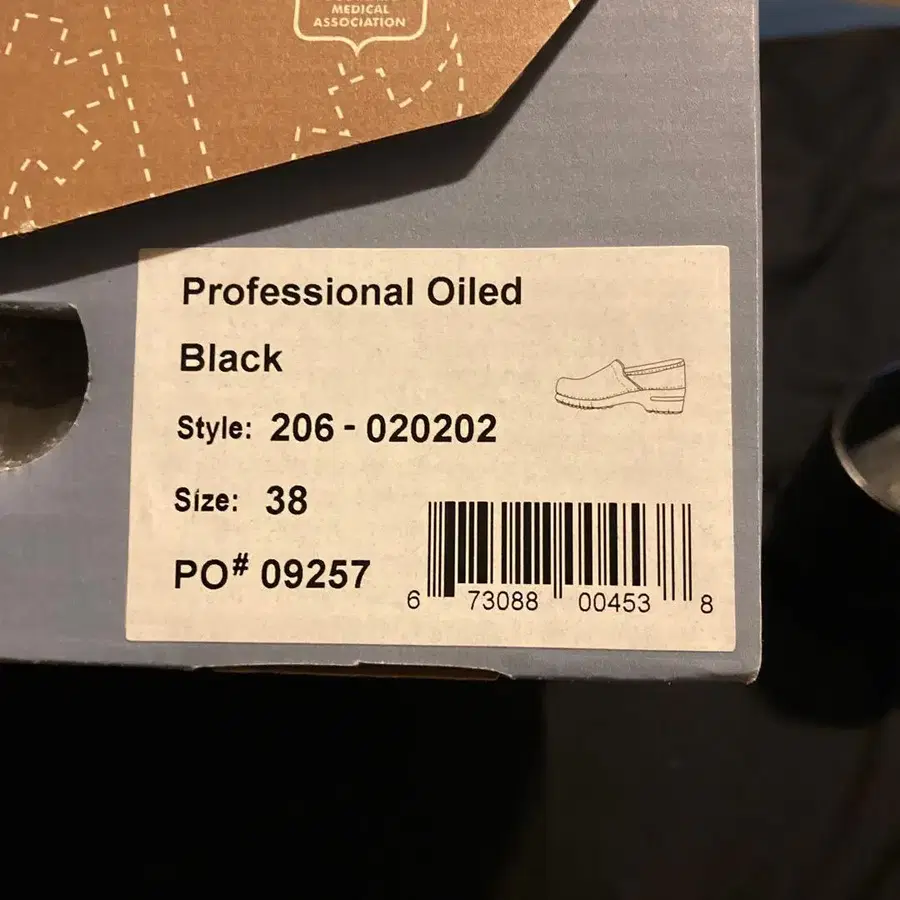 MEDICAL
ASSOCIATION
Professional Oiled
Black
Style: 206 - 020202
Size: 38
PO# 09257
6 73088 00453 8